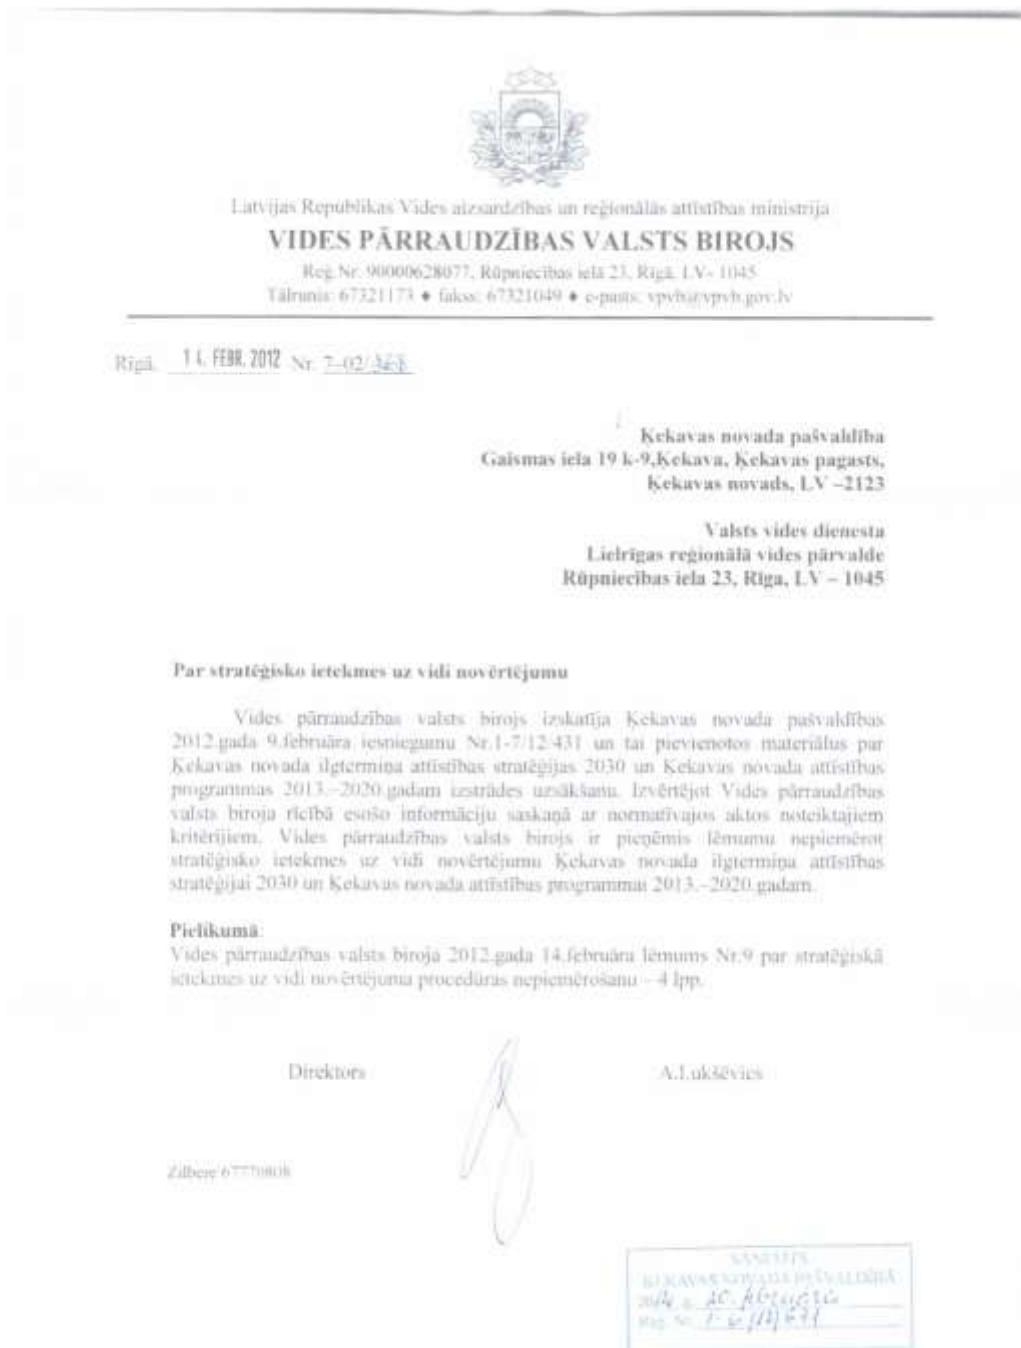 Latvijas Republikas Vides aizsardzības un reģionālās attīstības ministrija
VIDES PĀRRAUDZĪBAS VALSTS BIROJS
Reģ.Nr. 90000628077, Rūpniecības ielā 23, Rīgā, LV- 1045
Tālrunis: 67321173 ♦ fakss: 67321049 ♦ e-pasts: vpvb@vpvb.gov.lv
Rīgā, 14. FEBR. 2012 Nr. 7-02/
Ķekavas novada pašvaldība
Gaismas iela 19 k-9,Ķekava, Ķekavas pagasts,
Ķekavas novads, LV –2123
Valsts vides dienesta
Lielrīgas reģionālā vides pārvalde
Rūpniecības iela 23, Rīga, LV – 1045
Par stratēģisko ietekmes uz vidi novērtējumu
Vides pārraudzības valsts birojs izskatīja Ķekavas novada pašvaldības
2012.gada 9.februāra iesniegumu Nr.1-7/12/431 un tai pievienotos materiālus par
Ķekavas novada ilgtermiņa attīstības stratēģijas 2030 un Ķekavas novada attīstības
programmas 2013.–2020.gadam izstrādes uzsākšanu. Izvērtējot Vides pārraudzības
valsts biroja rīcībā esošo informāciju saskaņā ar normatīvajos aktos noteiktajiem
kritērijiem, Vides pārraudzības valsts birojs ir pieņēmis lēmumu nepiemērot
stratēģisko ietekmes uz vidi novērtējumu Ķekavas novada ilgtermiņa attīstības
stratēģijai 2030 un Ķekavas novada attīstības programmai 2013.–2020.gadam.
Pielikumā:
Vides pārraudzības valsts biroja 2012.gada 14.februāra lēmums Nr.9 par stratēģiskā
ietekmes uz vidi novērtējuma procedūras nepiemērošanu – 4 lpp.
Direktors A.Lukšēvics
Zilbere 67770808
SAŅEMTS
ĶEKAVAS NOVADA PAŠVALDĪBĀ
Reģ. Nr.